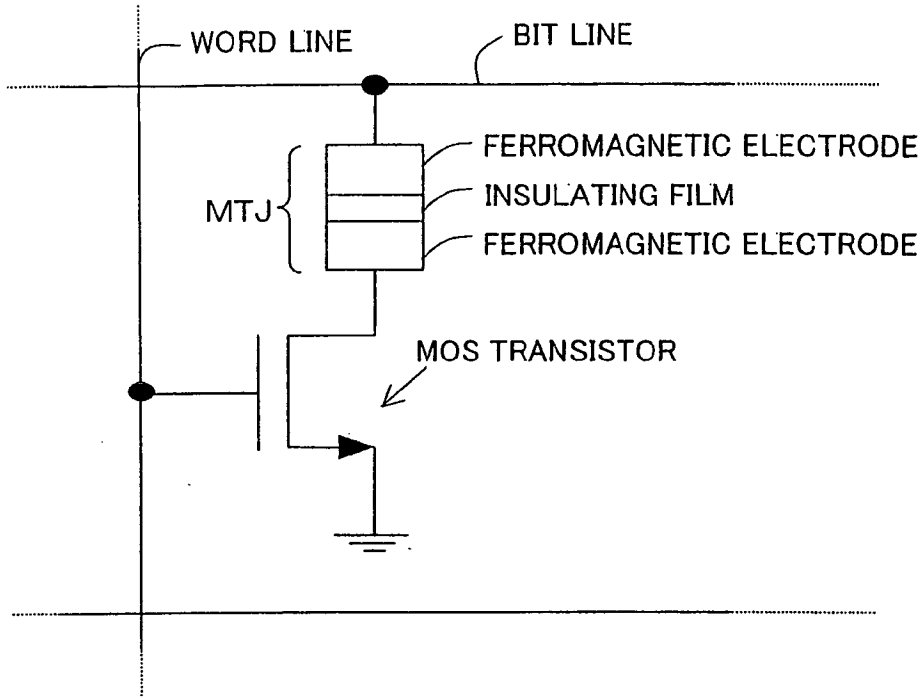 WORD LINE
BIT LINE
FERROMAGNETIC ELECTRODE
INSULATING FILM
MTJ
FERROMAGNETIC ELECTRODE
MOS TRANSISTOR